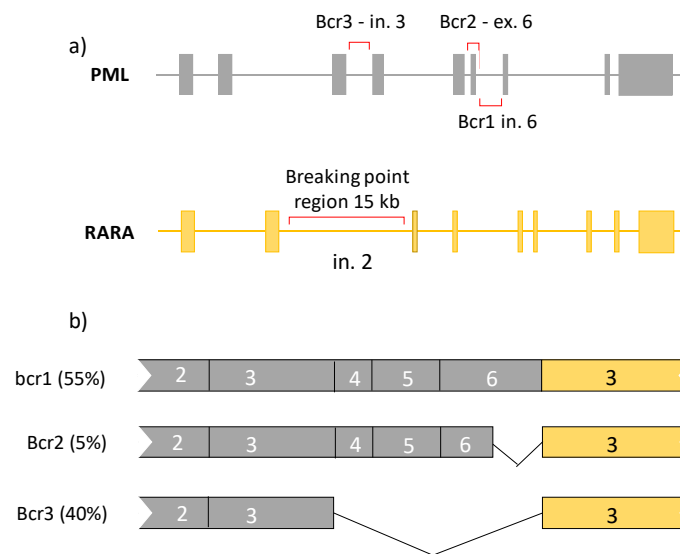 Bcr3 - in. 3 Bcr2 - ex. 6
a)
PML
Bcr1 in. 6
Breaking point
region 15 kb
RARA
in. 2
b)
bcr1 (55%) 2 3 4 5 6 3
Bcr2 (5%) 2 3 4 5 6 3
Bcr3 (40%) 2 3 3